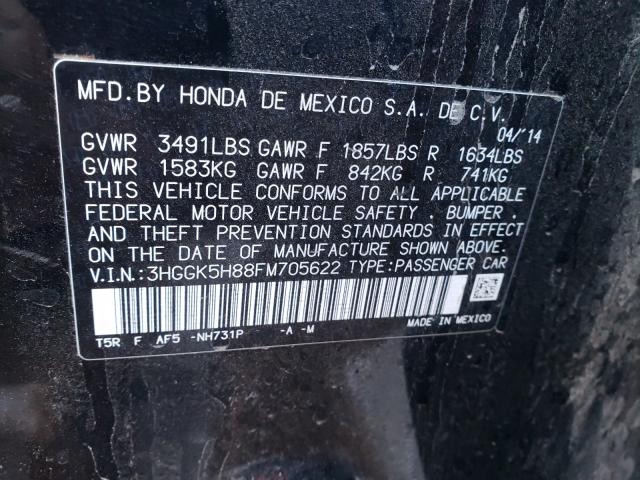 MFD. BY HONDA DE MEXICO S.A. DE C.V.
04/'14
GVWR 3491LBS GAWR F 1857LBS R 1634LBS
GVWR 1583KG GAWR F 842KG R 741KG
THIS VEHICLE CONFORMS TO ALL APPLICABLE
FEDERAL MOTOR VEHICLE SAFETY . BUMPER .
AND THEFT PREVENTION STANDARDS IN EFFECT
ON THE DATE OF MANUFACTURE SHOWN ABOVE.
V.I.N.:3HGGK5H88FM705622 TYPE:PASSENGER CAR
MADE IN MEXICO
T5R F AF5 -NH731P -A -M